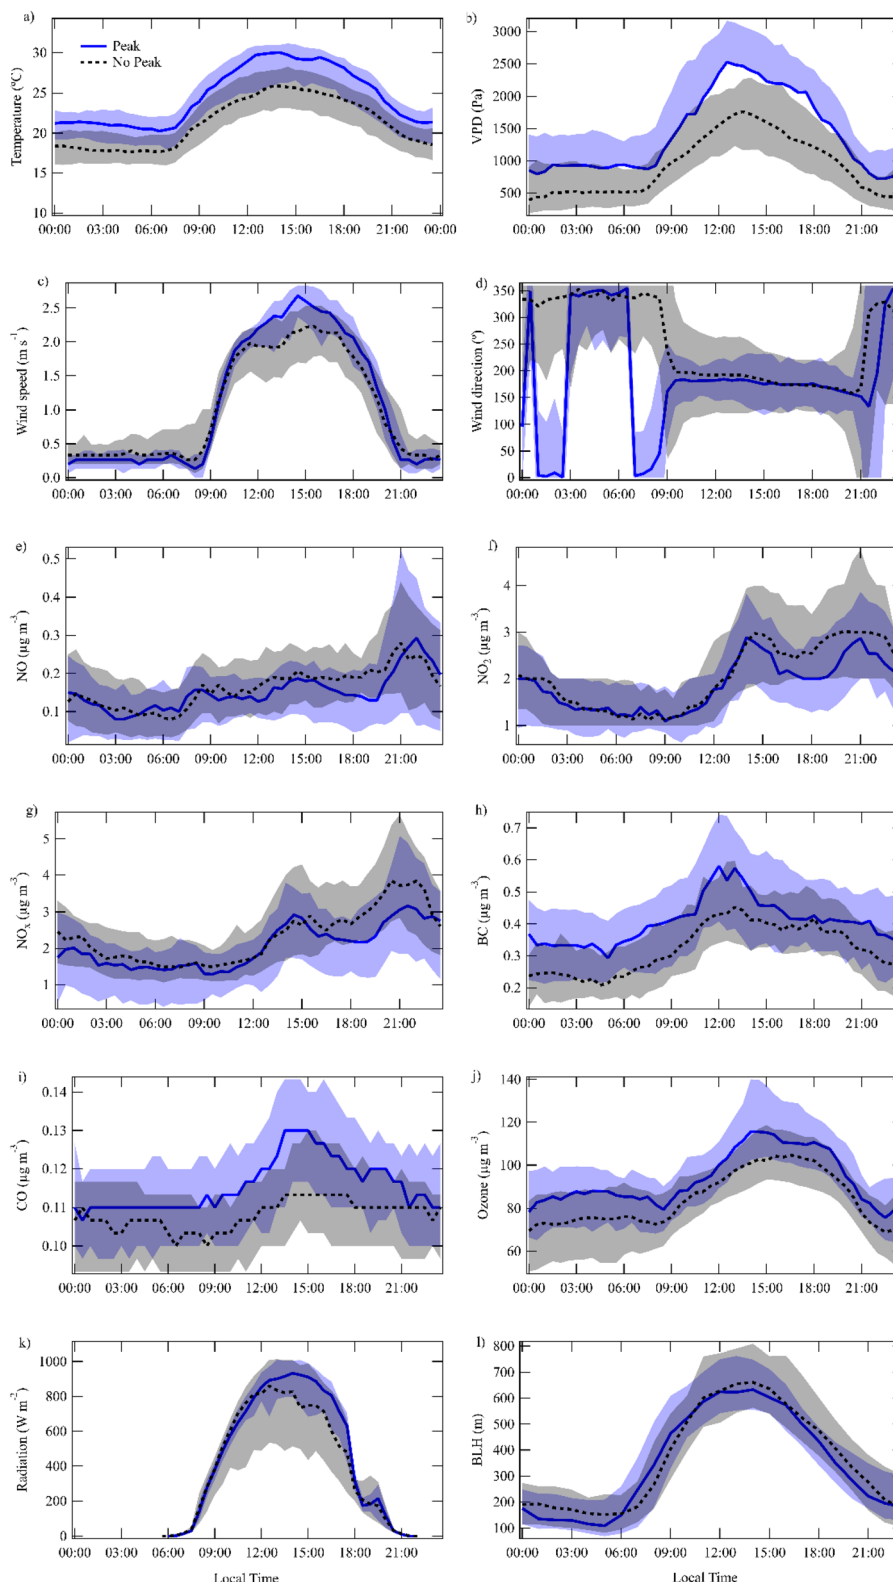 a)
Peak
No Peak
Temperature (°C)
30
25
20
15
10
00:00 03:00 06:00 09:00 12:00 15:00 18:00 21:00 00:00
b)
VPD (Pa)
3000
2500
2000
1500
1000
500
00:00 03:00 06:00 09:00 12:00 15:00 18:00 21:00
c)
Wind speed (m s⁻¹)
2.5
2.0
1.5
1.0
0.5
0.0
00:00 03:00 06:00 09:00 12:00 15:00 18:00 21:00
d)
Wind direction (°)
350
300
250
200
150
100
50
0
00:00 03:00 06:00 09:00 12:00 15:00 18:00 21:00
e)
NO (µg m⁻³)
0.5
0.4
0.3
0.2
0.1
00:00 03:00 06:00 09:00 12:00 15:00 18:00 21:00
f)
NO₂ (µg m⁻³)
4
3
2
1
00:00 03:00 06:00 09:00 12:00 15:00 18:00 21:00
g)
NOₓ (µg m⁻³)
5
4
3
2
1
00:00 03:00 06:00 09:00 12:00 15:00 18:00 21:00
h)
BC (µg m⁻³)
0.7
0.6
0.5
0.4
0.3
0.2
00:00 03:00 06:00 09:00 12:00 15:00 18:00 21:00
i)
CO (µg m⁻³)
0.14
0.13
0.12
0.11
0.10
00:00 03:00 06:00 09:00 12:00 15:00 18:00 21:00
j)
Ozone (µg m⁻³)
140
120
100
80
60
00:00 03:00 06:00 09:00 12:00 15:00 18:00 21:00
k)
Radiation (W m⁻²)
1000
800
600
400
200
0
00:00 03:00 06:00 09:00 12:00 15:00 18:00 21:00
Local Time
l)
BLH (m)
800
700
600
500
400
300
200
100
00:00 03:00 06:00 09:00 12:00 15:00 18:00 21:00
Local Time